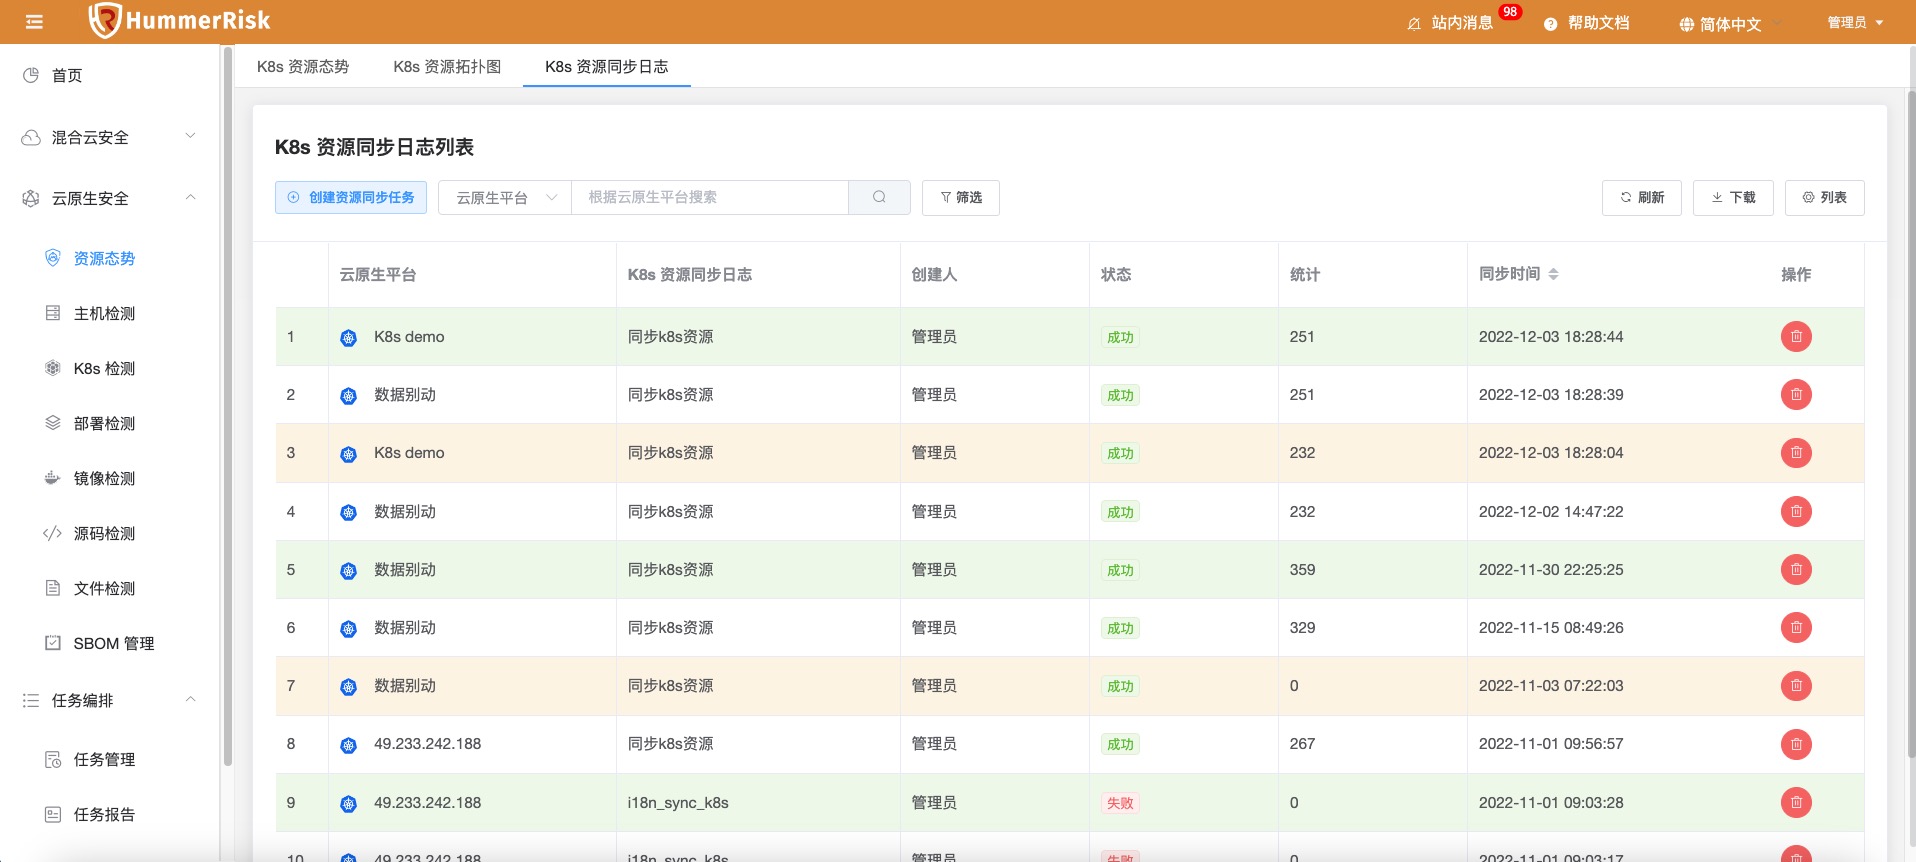 HummerRisk
站内消息 98
帮助文档
简体中文
管理员
首页
混合云安全
云原生安全
资源态势
主机检测
K8s 检测
部署检测
镜像检测
源码检测
文件检测
SBOM 管理
任务编排
任务管理
任务报告
K8s 资源态势 K8s 资源拓扑图 K8s 资源同步日志
K8s 资源同步日志列表
创建资源同步任务 云原生平台 根据云原生平台搜索 筛选 刷新 下载 列表
云原生平台 K8s 资源同步日志 创建人 状态 统计 同步时间 操作
1 K8s demo 同步k8s资源 管理员 成功 251 2022-12-03 18:28:44
2 数据别动 同步k8s资源 管理员 成功 251 2022-12-03 18:28:39
3 K8s demo 同步k8s资源 管理员 成功 232 2022-12-03 18:28:04
4 数据别动 同步k8s资源 管理员 成功 232 2022-12-02 14:47:22
5 数据别动 同步k8s资源 管理员 成功 359 2022-11-30 22:25:25
6 数据别动 同步k8s资源 管理员 成功 329 2022-11-15 08:49:26
7 数据别动 同步k8s资源 管理员 成功 0 2022-11-03 07:22:03
8 49.233.242.188 同步k8s资源 管理员 成功 267 2022-11-01 09:56:57
9 49.233.242.188 i18n_sync_k8s 管理员 失败 0 2022-11-01 09:03:28
10 49.233.242.188 i18n_sync_k8s 管理员 失败 0 2022-11-01 09:03:17